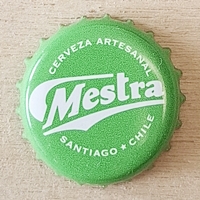 CERVEZA ARTESANAL
Mestra
SANTIAGO ★ CHILE